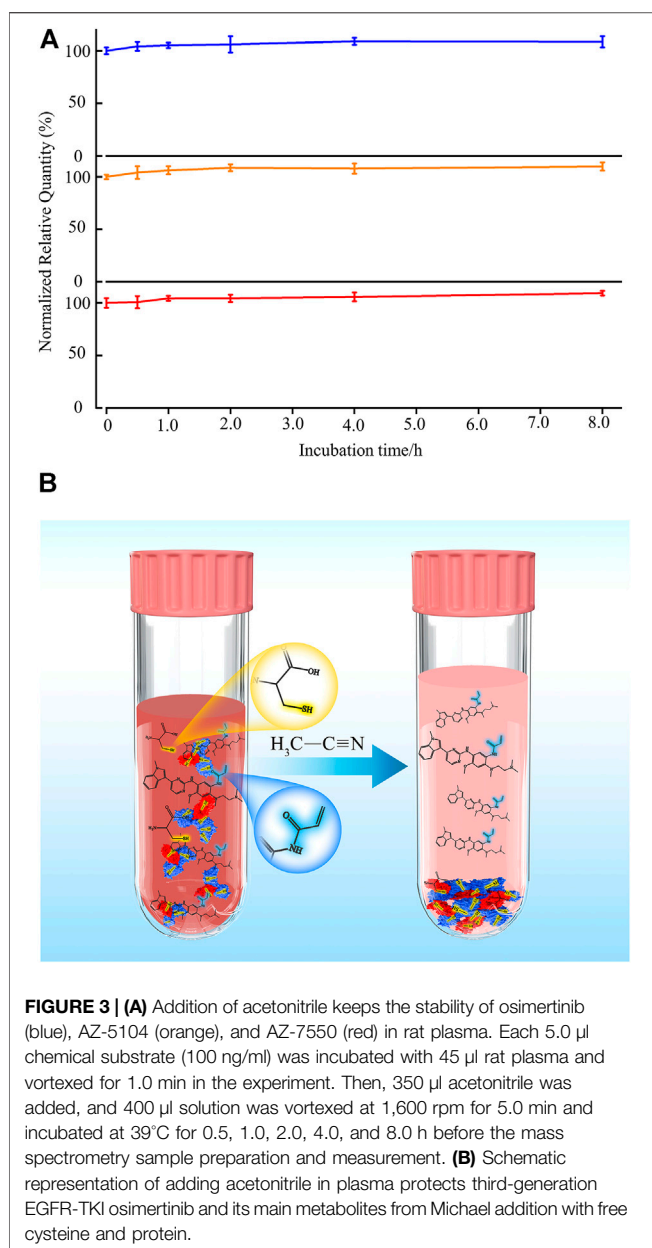 A
Normalized Relative Quantity (%)
100
50
0
100
50
0
100
50
0
0 1.0 2.0 3.0 4.0 5.0 6.0 7.0 8.0
Incubation time/h
B
OH
SH
H₃C—C≡N
O
NH
FIGURE 3 | (A) Addition of acetonitrile keeps the stability of osimertinib
(blue), AZ-5104 (orange), and AZ-7550 (red) in rat plasma. Each 5.0 µl
chemical substrate (100 ng/ml) was incubated with 45 µl rat plasma and
vortexed for 1.0 min in the experiment. Then, 350 µl acetonitrile was
added, and 400 µl solution was vortexed at 1,600 rpm for 5.0 min and
incubated at 39°C for 0.5, 1.0, 2.0, 4.0, and 8.0 h before the mass
spectrometry sample preparation and measurement. (B) Schematic
representation of adding acetonitrile in plasma protects third-generation
EGFR-TKI osimertinib and its main metabolites from Michael addition with free
cysteine and protein.